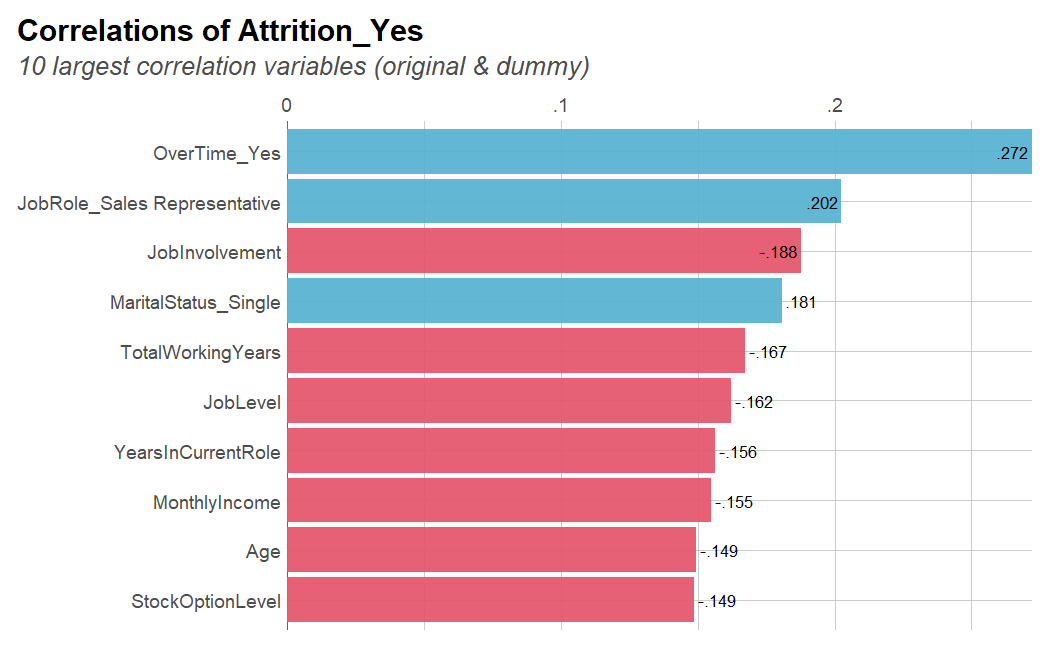 Correlations of Attrition_Yes
10 largest correlation variables (original & dummy)
0 .1 .2
OverTime_Yes .272
JobRole_Sales Representative .202
JobInvolvement -.188
MaritalStatus_Single .181
TotalWorkingYears -.167
JobLevel -.162
YearsInCurrentRole -.156
MonthlyIncome -.155
Age -.149
StockOptionLevel -.149